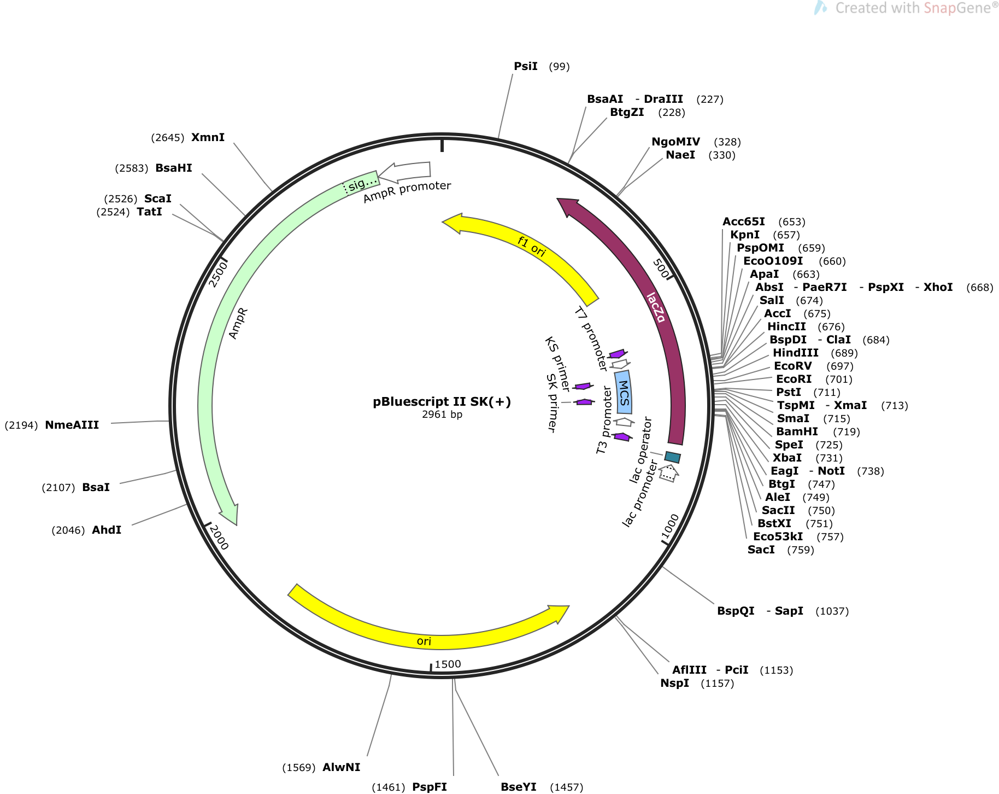 Created with SnapGene®
PsiI (99)
BsaAI - DraIII (227)
BtgZI (228)
NgoMIV (328)
NaeI (330)
Acc65I (653)
KpnI (657)
PspOMI (659)
EcoO109I (660)
ApaI (663)
AbsI - PaeR7I - PspXI - XhoI (668)
SalI (674)
AccI (675)
HincII (676)
BspDI - ClaI (684)
HindIII (689)
EcoRV (697)
EcoRI (701)
PstI (711)
TspMI - XmaI (713)
SmaI (715)
BamHI (719)
SpeI (725)
XbaI (731)
EagI - NotI (738)
BtgI (747)
AleI (749)
SacII (750)
BstXI (751)
Eco53kI (757)
SacI (759)
BspQI - SapI (1037)
AflIII - PciI (1153)
NspI (1157)
BseYI (1457)
(1461) PspFI
(1569) AlwNI
(2046) AhdI
(2107) BsaI
(2194) NmeAIII
(2524) TatI
(2526) ScaI
(2583) BsaHI
(2645) XmnI
500
1000
1500
2000
2500
sig...
AmpR promoter
AmpR
f1 ori
lacZα
T7 promoter
KS primer
SK primer
MCS
T3 promoter
lac operator
lac promoter
ori
pBluescript II SK(+)
2961 bp